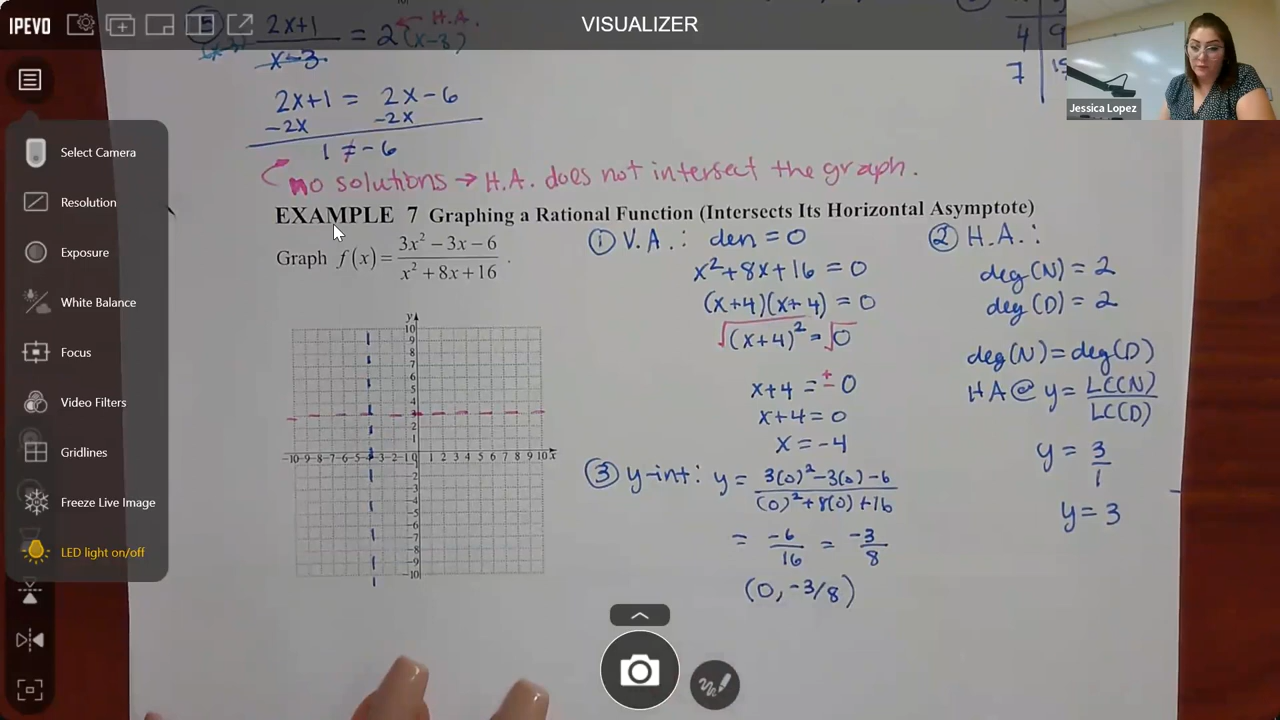 IPEVO
VISUALIZER
Jessica Lopez
Select Camera
Resolution
Exposure
White Balance
Focus
Video Filters
Gridlines
Freeze Live Image
LED light on/off
2x+1 = 2(x-3) ← H.A.
x-3
4 9
7
2x+1 = 2x-6
-2x -2x
1 ≠ -6
no solutions → H.A. does not intersect the graph.
EXAMPLE 7 Graphing a Rational Function (Intersects Its Horizontal Asymptote)
Graph f(x) = (3x² − 3x − 6)/(x² + 8x + 16).
① V.A.: den = 0
x²+8x+16 = 0
(x+4)(x+4) = 0
√(x+4)² = √0
x+4 = ±0
x+4 = 0
x = -4
② H.A.:
deg(N) = 2
deg(D) = 2
deg(N) = deg(D)
HA @ y = LC(N)/LC(D)
y = 3/1
y = 3
③ y-int: y = (3(0)²-3(0)-6)/((0)²+8(0)+16)
= -6/16 = -3/8
(0, -3/8)